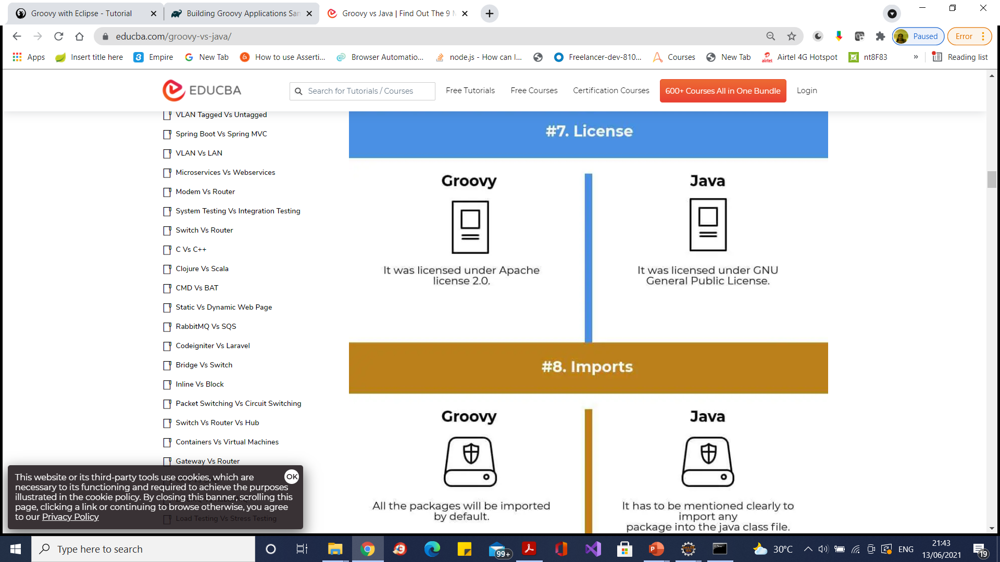 Groovy with Eclipse - Tutorial
Building Groovy Applications Sam
Groovy vs Java | Find Out The 9
educba.com/groovy-vs-java/
Paused
Error
Apps
Insert title here
Empire
New Tab
How to use Asserti...
Browser Automatio...
node.js - How can I...
Freelancer-dev-810...
Courses
New Tab
airtel
Airtel 4G Hotspot
nt8F83
»
Reading list
EDUCBA
Search for Tutorials / Courses
Free Tutorials
Free Courses
Certification Courses
600+ Courses All in One Bundle
Login
VLAN Tagged Vs Untagged
Spring Boot Vs Spring MVC
VLAN Vs LAN
Microservices Vs Webservices
Modem Vs Router
System Testing Vs Integration Testing
Switch Vs Router
C Vs C++
Clojure Vs Scala
CMD Vs BAT
Static Vs Dynamic Web Page
RabbitMQ Vs SQS
Codeigniter Vs Laravel
Bridge Vs Switch
Inline Vs Block
Packet Switching Vs Circuit Switching
Switch Vs Router Vs Hub
Containers Vs Virtual Machines
Gateway Vs Router
Load Testing Vs Stress Testing
#7. License
Groovy
It was licensed under Apache
license 2.0.
Java
It was licensed under GNU
General Public License.
#8. Imports
Groovy
All the packages will be imported
by default.
Java
It has to be mentioned clearly to
import any
package into the java class file.
This website or its third-party tools use cookies, which are
necessary to its functioning and required to achieve the purposes
illustrated in the cookie policy. By closing this banner, scrolling this
page, clicking a link or continuing to browse otherwise, you agree
to our Privacy Policy
OK
Type here to search
99+
30°C
ENG
21:43
13/06/2021
19